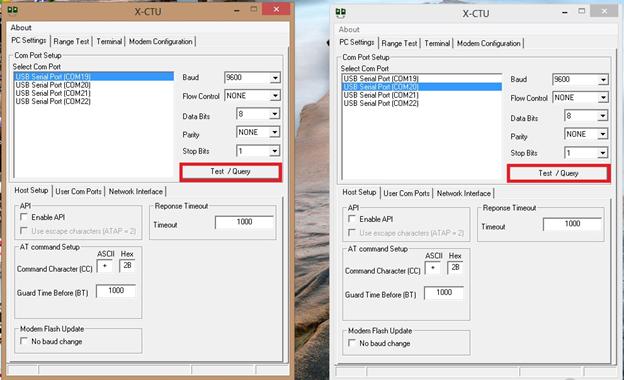 X-CTU
About
PC Settings Range Test Terminal Modem Configuration
Com Port Setup
Select Com Port
USB Serial Port (COM19)
USB Serial Port (COM20)
USB Serial Port (COM21)
USB Serial Port (COM22)
Baud 9600
Flow Control NONE
Data Bits 8
Parity NONE
Stop Bits 1
Test / Query
Host Setup User Com Ports Network Interface
API
Enable API
Use escape characters (ATAP = 2)
Reponse Timeout
Timeout 1000
AT command Setup
ASCII Hex
Command Character (CC) + 2B
Guard Time Before (BT) 1000
Modem Flash Update
No baud change
X-CTU
About
PC Settings Range Test Terminal Modem Configuration
Com Port Setup
Select Com Port
USB Serial Port (COM19)
USB Serial Port (COM20)
USB Serial Port (COM21)
USB Serial Port (COM22)
Baud 9600
Flow Control NONE
Data Bits 8
Parity NONE
Stop Bits 1
Test / Query
Host Setup User Com Ports Network Interface
API
Enable API
Use escape characters (ATAP = 2)
Reponse Timeout
Timeout 1000
AT command Setup
ASCII Hex
Command Character (CC) + 2B
Guard Time Before (BT) 1000
Modem Flash Update
No baud change